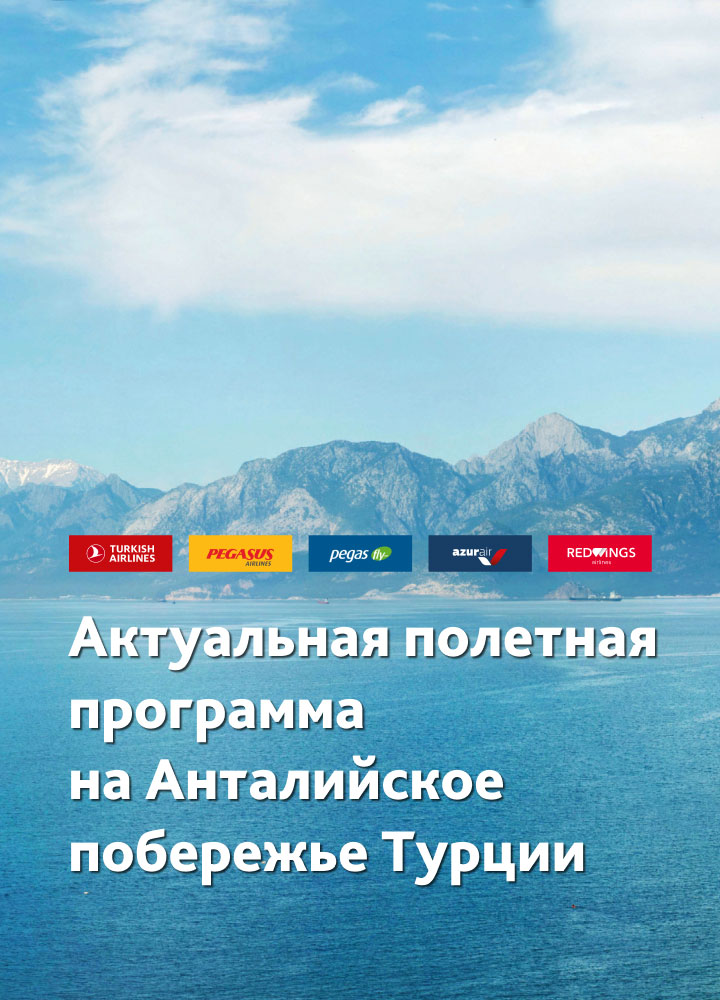 TURKISH
AIRLINES
PEGASUS
AIRLINES
pegas fly
azurair
REDWINGS
airlines
Актуальная полетная
программа
на Анталийское
побережье Турции